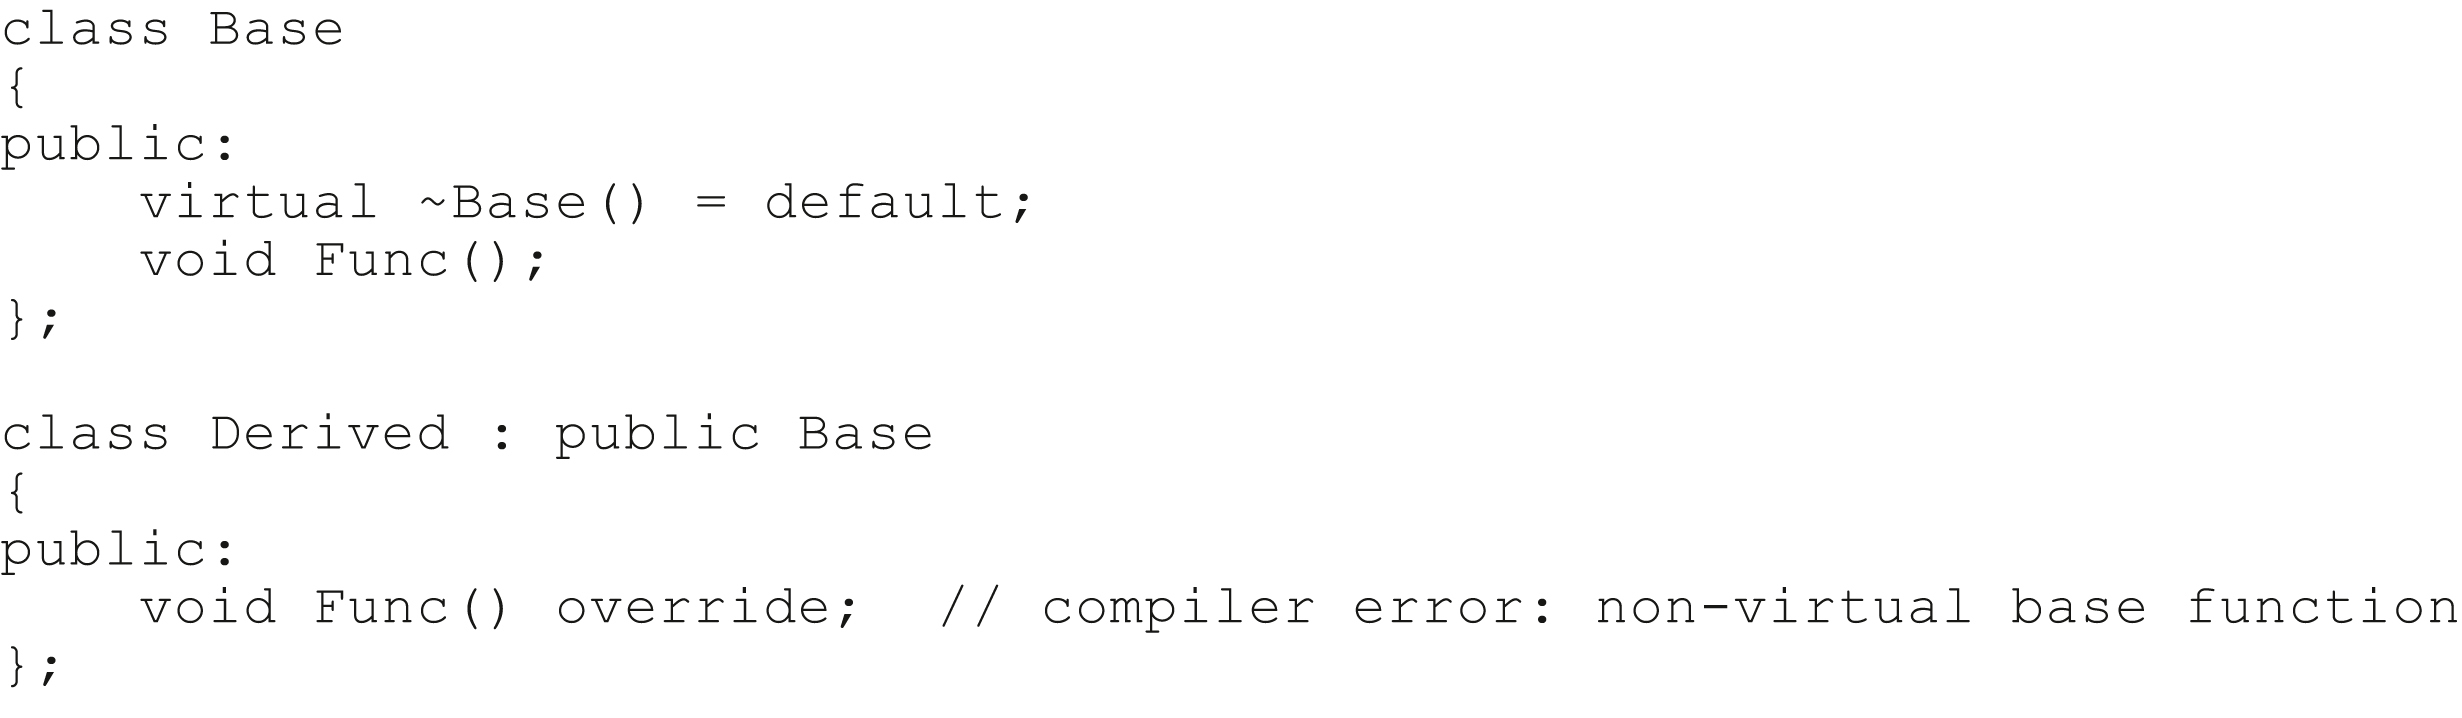 class Base
{
public:
    virtual ~Base() = default;
    void Func();
};

class Derived : public Base
{
public:
    void Func() override;  // compiler error: non-virtual base function
};